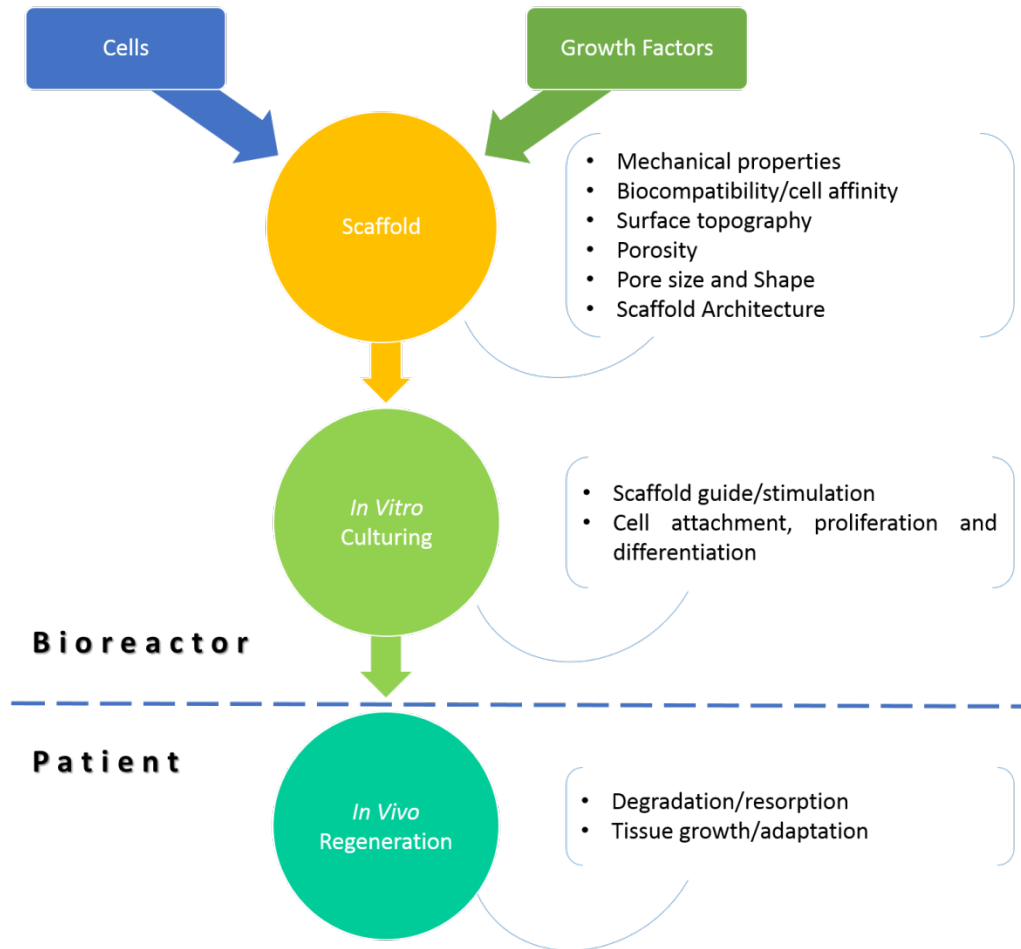 Cells
Growth Factors
Scaffold
• Mechanical properties
• Biocompatibility/cell affinity
• Surface topography
• Porosity
• Pore size and Shape
• Scaffold Architecture
In Vitro
Culturing
• Scaffold guide/stimulation
• Cell attachment, proliferation and
differentiation
Bioreactor
Patient
In Vivo
Regeneration
• Degradation/resorption
• Tissue growth/adaptation